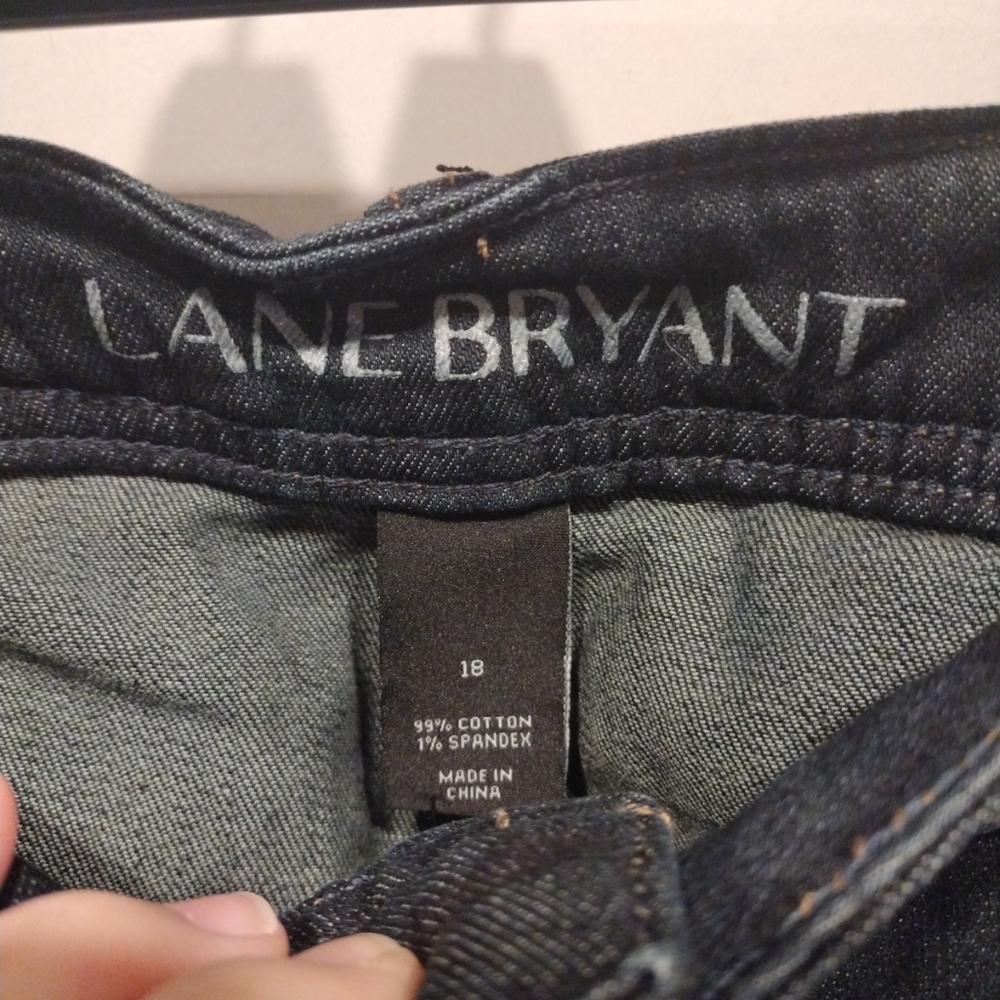 LANE BRYANT
18
99% COTTON
1% SPANDEX
MADE IN
CHINA